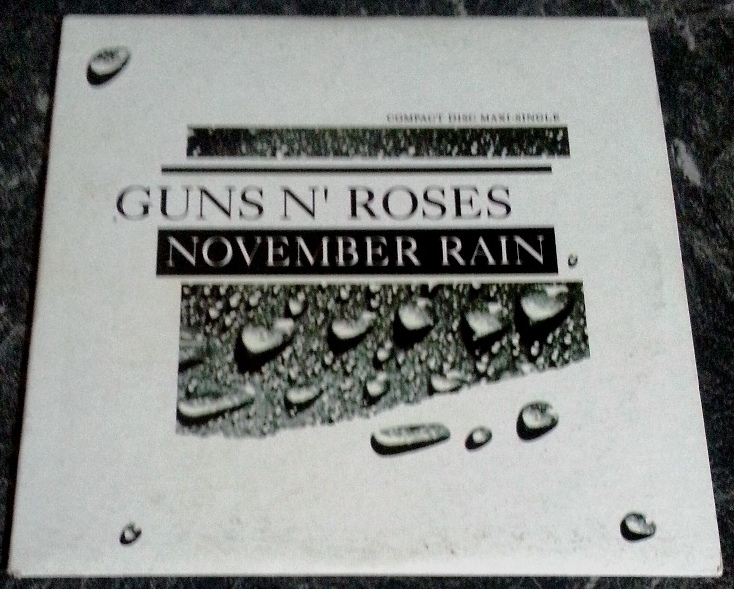 COMPACT DISC MAXI-SINGLE
GUNS N' ROSES
NOVEMBER RAIN